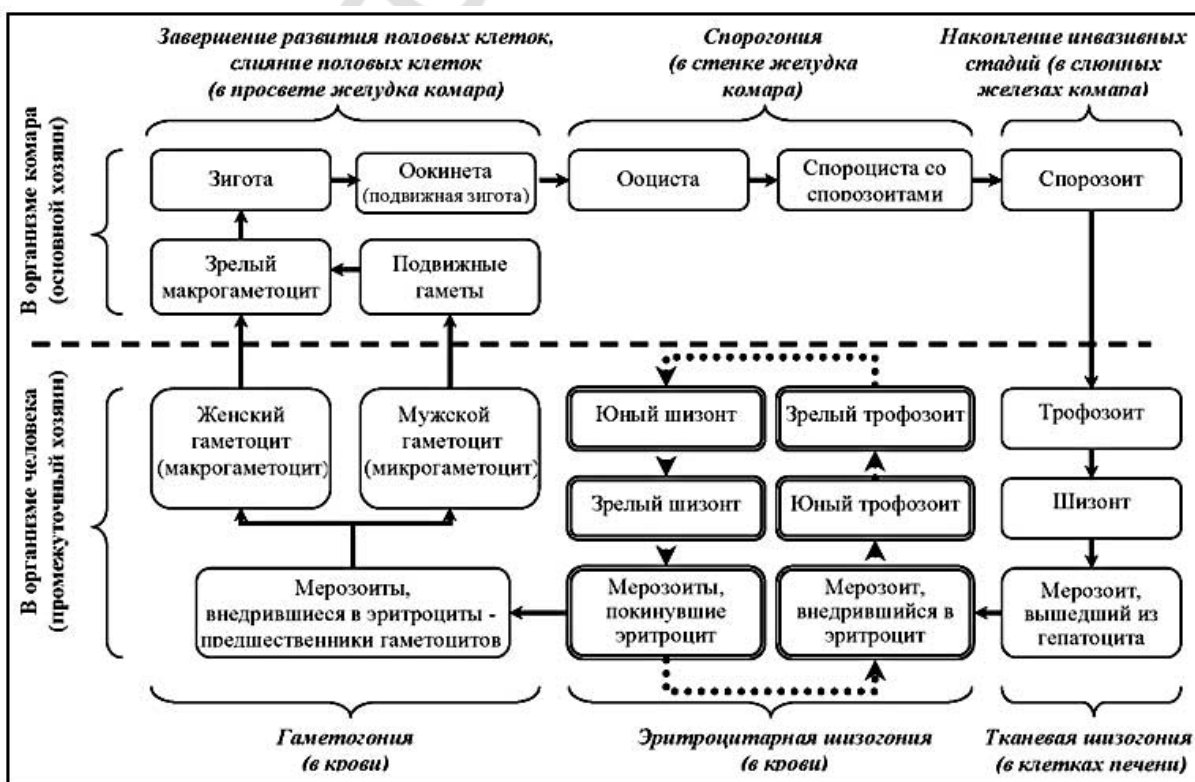 Завершение развития половых клеток,
слияние половых клеток
(в просвете желудка комара)
Спорогония
(в стенке желудка
комара)
Накопление инвазивных
стадий (в слюнных
железах комара)
В организме комара
(основной хозяин)
Зигота
Оокинета
(подвижная зигота)
Ооциста
Спороциста со
спорозоитами
Спорозоит
Зрелый
макрогаметоцит
Подвижные
гаметы
В организме человека
(промежуточный хозяин)
Женский
гаметоцит
(макрогаметоцит)
Мужской
гаметоцит
(микрогаметоцит)
Юный шизонт
Зрелый трофозоит
Трофозоит
Зрелый шизонт
Юный трофозоит
Шизонт
Мерозоиты,
внедрившиеся в эритроциты -
предшественники гаметоцитов
Мерозоиты,
покинувшие
эритроцит
Мерозоит,
внедрившийся в
эритроцит
Мерозоит,
вышедший из
гепатоцита
Гаметогония
(в крови)
Эритроцитарная шизогония
(в крови)
Тканевая шизогония
(в клетках печени)